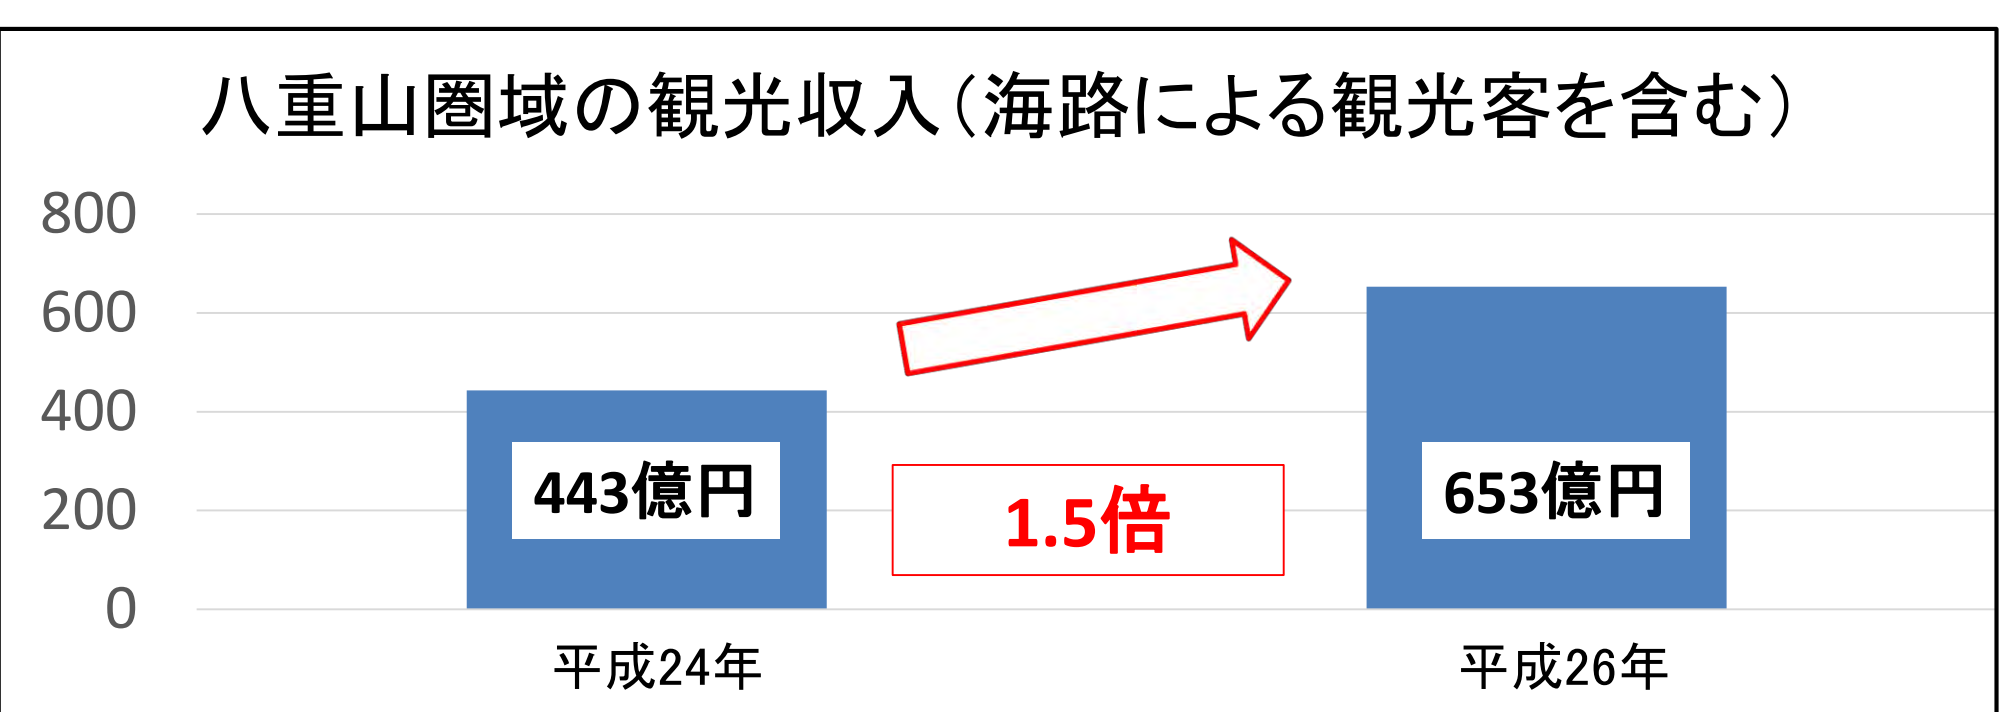 八重山圏域の観光収入（海路による観光客を含む）
800
600
400
200
0
443億円
1.5倍
653億円
平成24年
平成26年